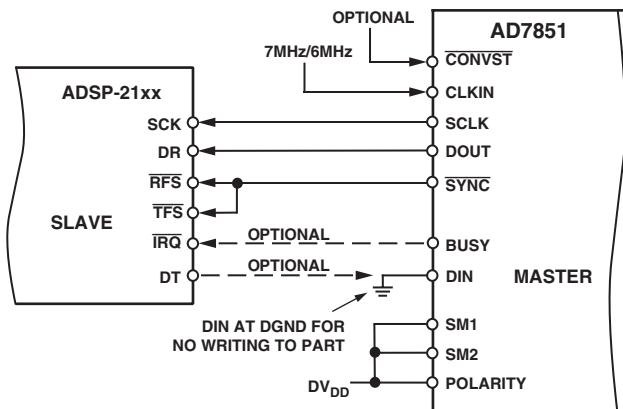 OPTIONAL
AD7851
7MHz/6MHz
CONVST
ADSP-21xx
CLKIN
SCK
SCLK
DR
DOUT
RFS
SYNC
TFS
SLAVE
IRQ
OPTIONAL
BUSY
DT
OPTIONAL
DIN
MASTER
DIN AT DGND FOR
NO WRITING TO PART
SM1
SM2
DVDD
POLARITY